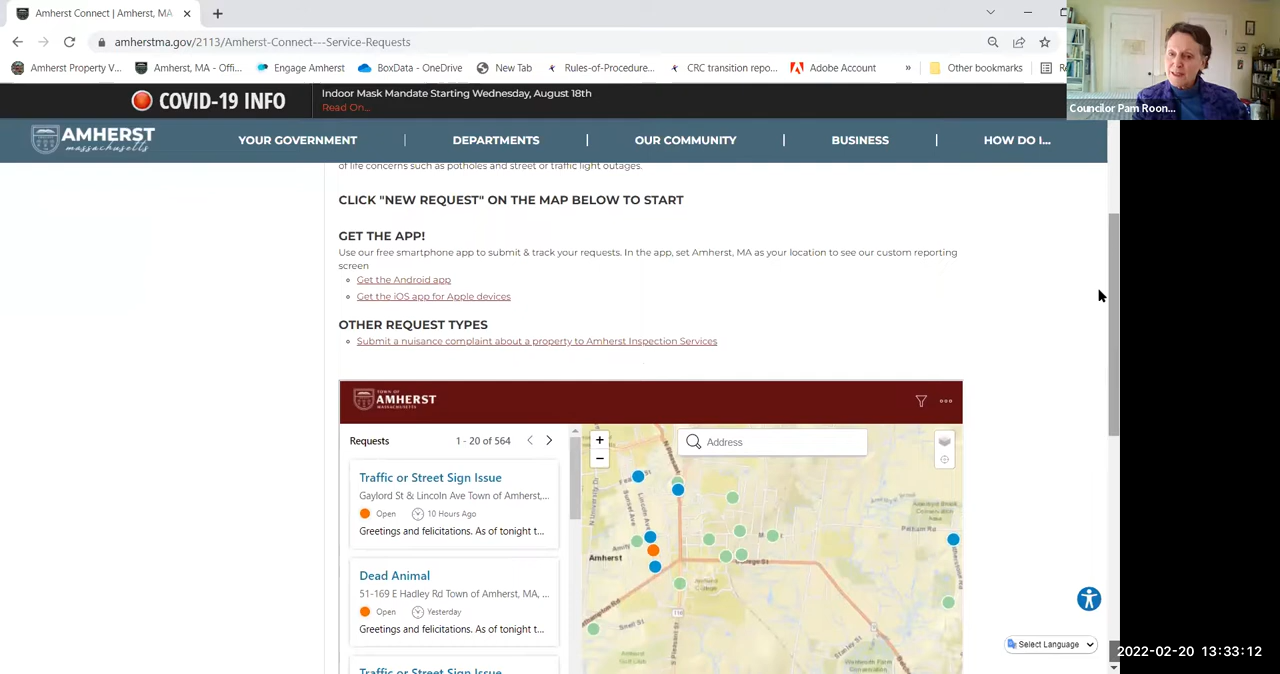 Amherst Connect | Amherst, MA
amherstma.gov/2113/Amherst-Connect---Service-Requests
Amherst Property V...
Amherst, MA - Offi...
Engage Amherst
BoxData - OneDrive
New Tab
Rules-of-Procedure...
CRC transition repo...
Adobe Account
»
Other bookmarks
Councilor Pam Roon...
COVID-19 INFO
Indoor Mask Mandate Starting Wednesday, August 18th
Read On...
AMHERST
Massachusetts
YOUR GOVERNMENT
DEPARTMENTS
OUR COMMUNITY
BUSINESS
HOW DO I...
of life concerns such as potholes and street or traffic light outages.
CLICK "NEW REQUEST" ON THE MAP BELOW TO START
GET THE APP!
Use our free smartphone app to submit & track your requests. In the app, set Amherst, MA as your location to see our custom reporting
screen
Get the Android app
Get the iOS app for Apple devices
OTHER REQUEST TYPES
Submit a nuisance complaint about a property to Amherst Inspection Services
TOWN OF
AMHERST
MASSACHUSETTS
Requests
1 - 20 of 564
Address
Traffic or Street Sign Issue
Gaylord St & Lincoln Ave Town of Amherst,...
Open
10 Hours Ago
Greetings and felicitations. As of tonight t...
Dead Animal
51-169 E Hadley Rd Town of Amherst, MA, ...
Open
Yesterday
Greetings and felicitations. As of tonight t...
Traffic or Street Sign Issue
Amherst
Select Language
2022-02-20 13:33:12